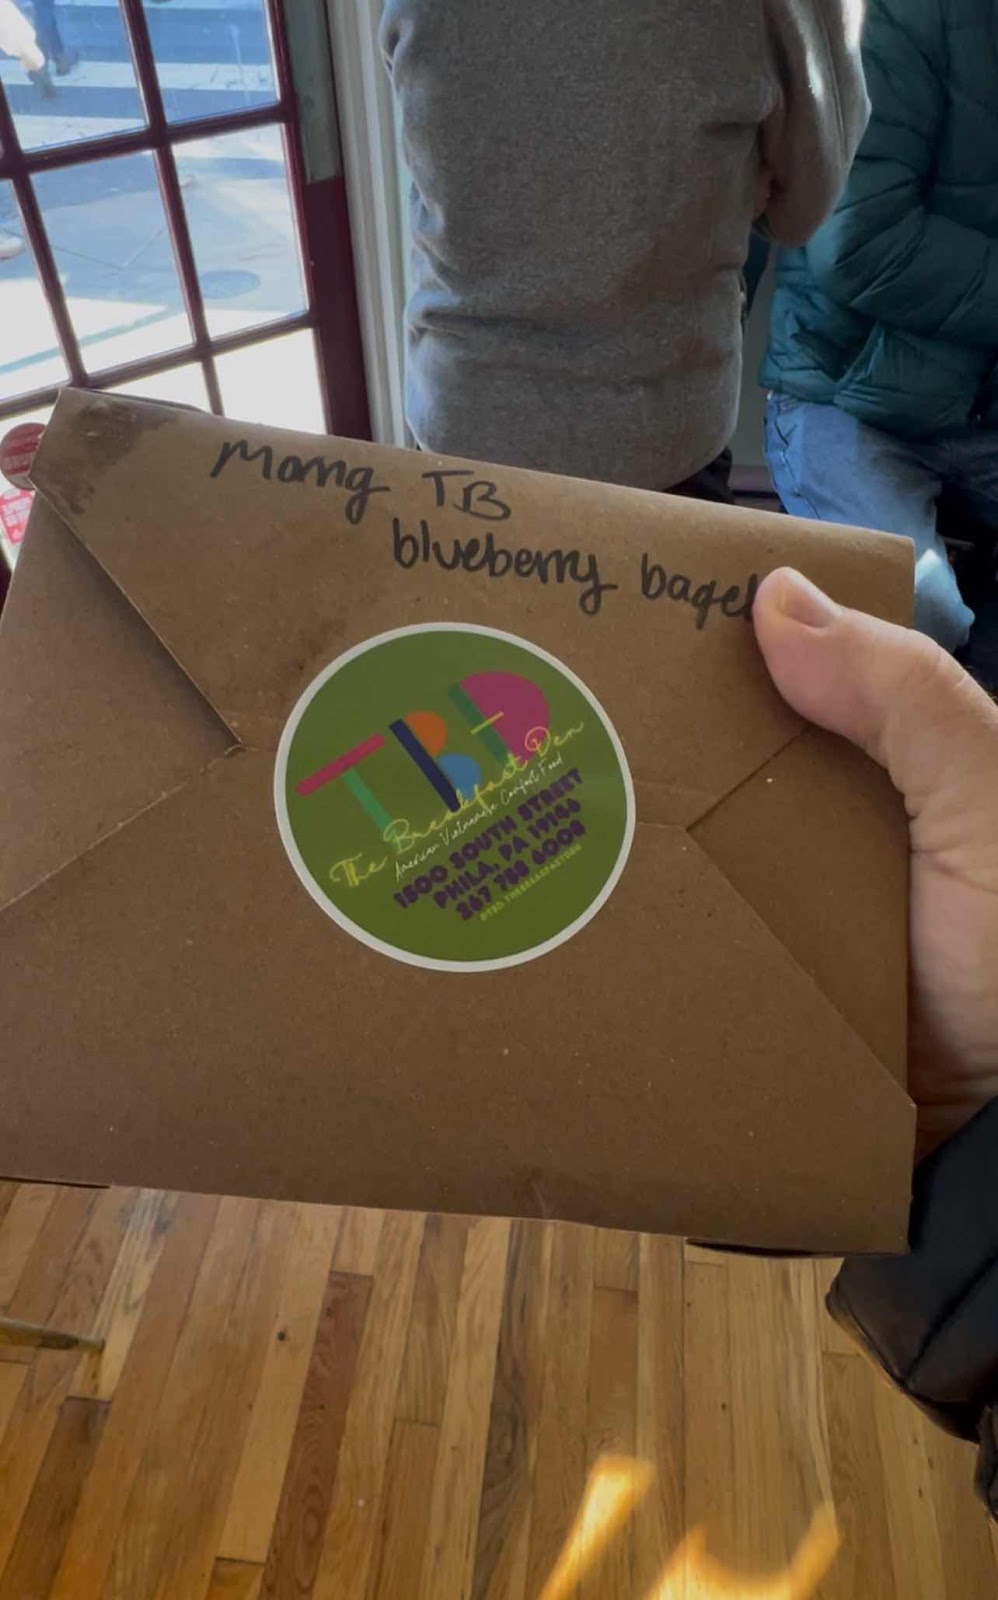 Morng TB
blueberry bagel
TBD
The Breakfast Den
American Vietnamese Comfort Food
1500 SOUTH STREET
PHILA, PA 19146
267 758 6008